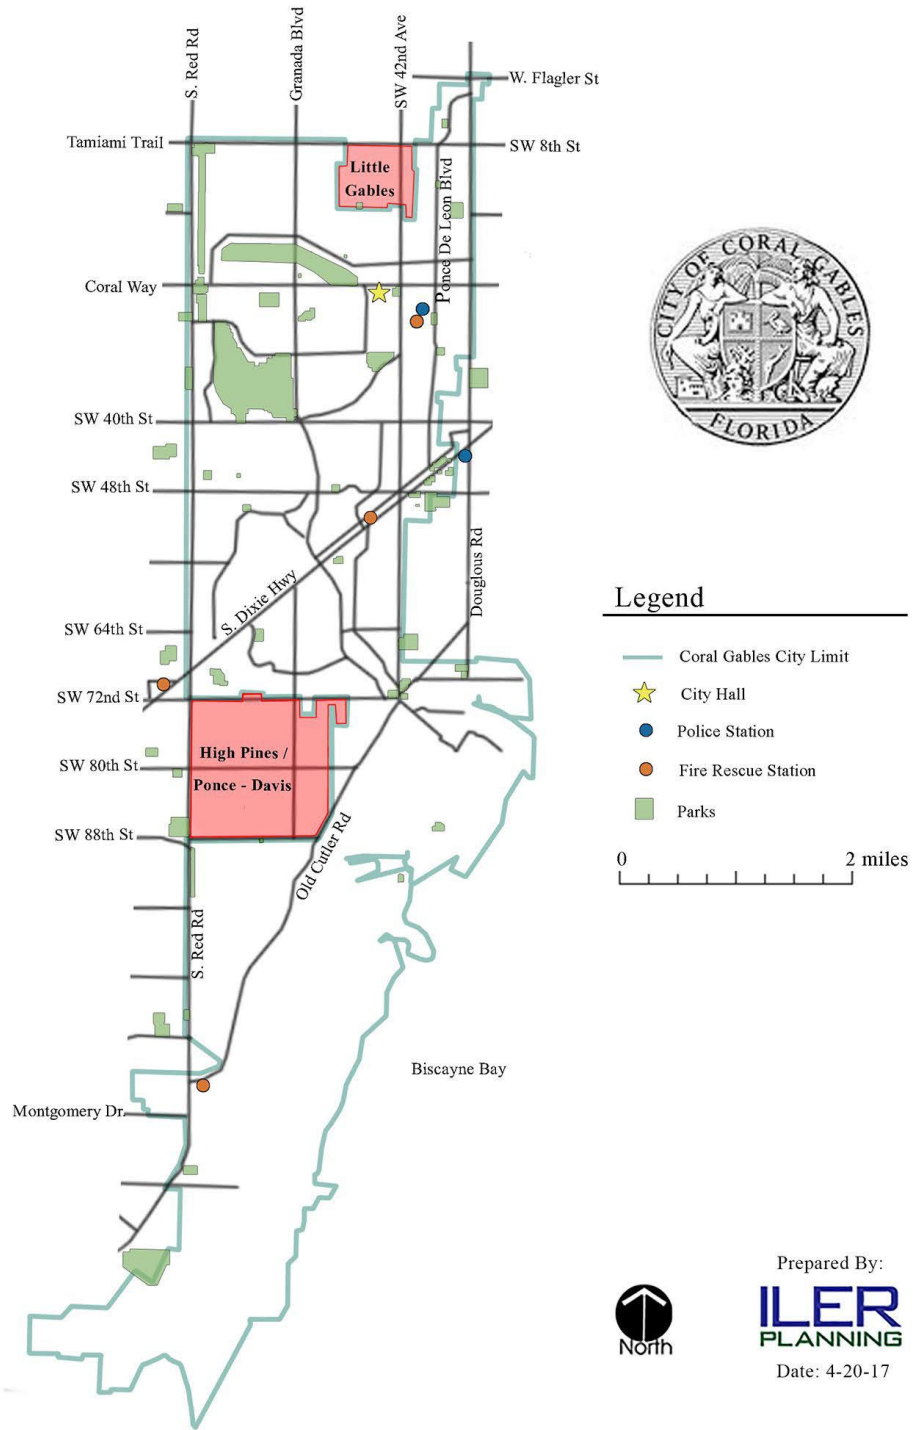 S. Red Rd
Granada Blvd
SW 42nd Ave
W. Flagler St
Tamiami Trail
SW 8th St
Little
Gables
Ponce De Leon Blvd
CITY OF CORAL GABLES
FLORIDA
Coral Way
SW 40th St
SW 48th St
Douglous Rd
S. Dixie Hwy
SW 64th St
SW 72nd St
High Pines /
Ponce - Davis
SW 80th St
SW 88th St
Old Cutler Rd
S. Red Rd
Biscayne Bay
Montgomery Dr.
Legend
Coral Gables City Limit
City Hall
Police Station
Fire Rescue Station
Parks
0 2 miles
North
Prepared By:
ILER
PLANNING
Date: 4-20-17